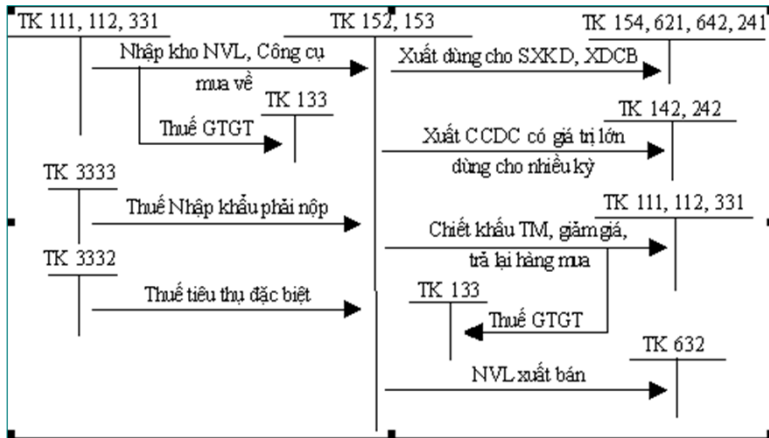 TK 111, 112, 331
TK 152, 153
TK 154, 621, 642, 241
Nhập kho NVL, Công cụ
mua về
Xuất dùng cho SXKD, XDCB
TK 133
Thuế GTGT
TK 142, 242
Xuất CCDC có giá trị lớn
dùng cho nhiều kỳ
TK 3333
Thuế Nhập khẩu phải nộp
TK 111, 112, 331
Chiết khấu TM, giảm giá,
trả lại hàng mua
TK 3332
Thuế tiêu thụ đặc biệt
TK 133
Thuế GTGT
TK 632
NVL xuất bán